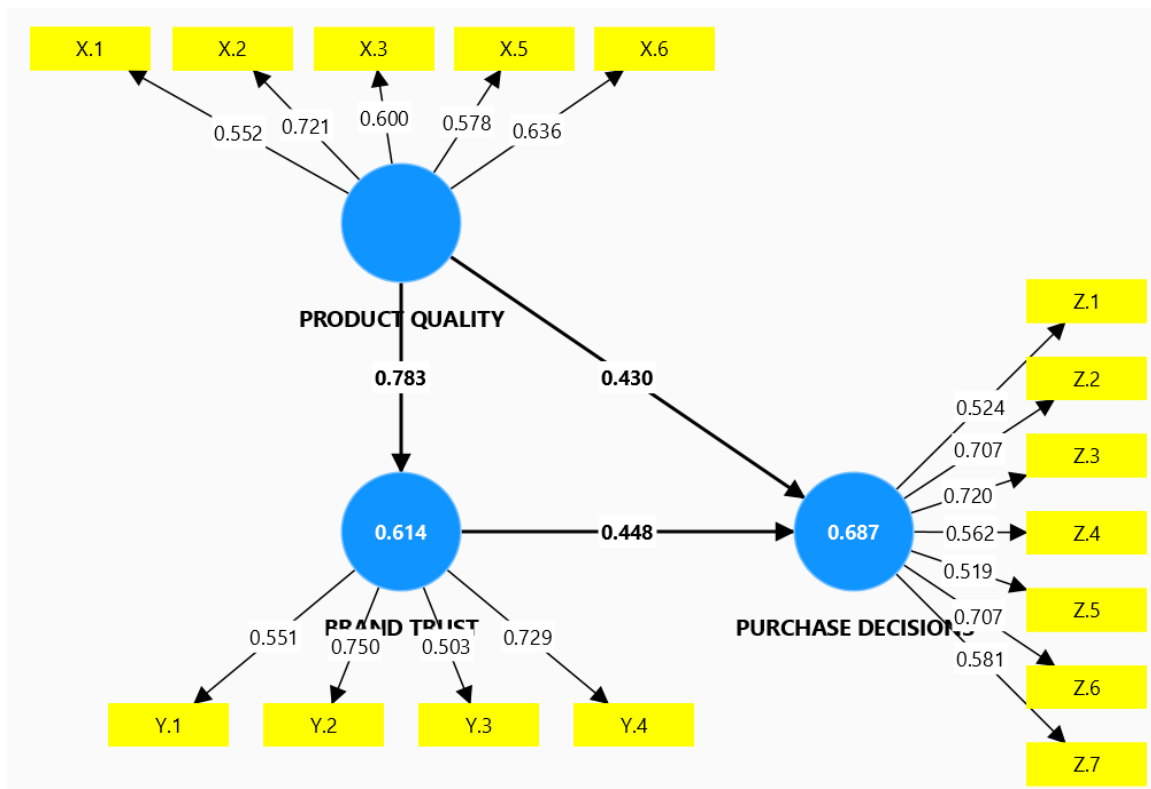 X.1 X.2 X.3 X.5 X.6
0.552 0.721 0.600 0.578 0.636
PRODUCT QUALITY
0.783 0.430
0.614 0.448 0.687
BRAND TRUST
PURCHASE DECISIONS
0.551 0.750 0.503 0.729
Y.1 Y.2 Y.3 Y.4
0.524
0.707
0.720
0.562
0.519
0.707
0.581
Z.1
Z.2
Z.3
Z.4
Z.5
Z.6
Z.7